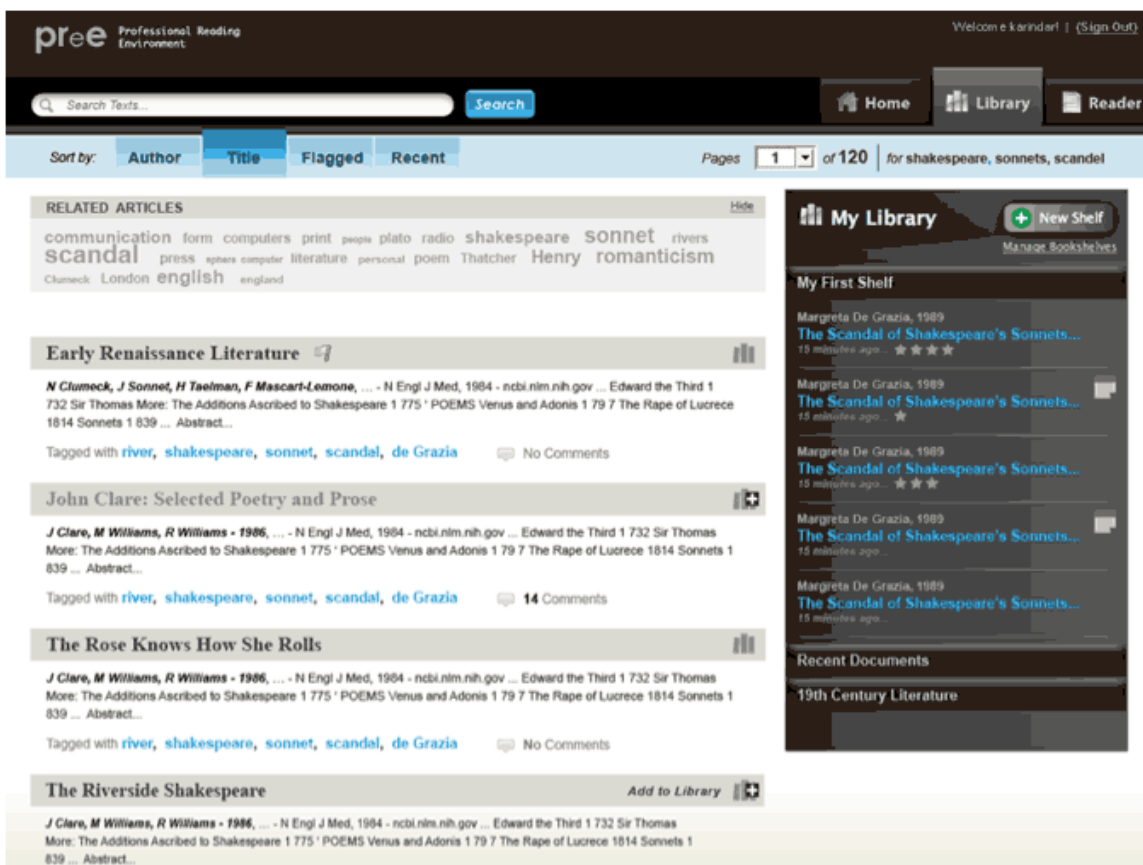 pree Professional Reading
Environment
Welcome karindar! | (Sign Out)
Search Texts...
Search
Home
Library
Reader
Sort by:
Author
Title
Flagged
Recent
Pages 1 of 120 | for shakespeare, sonnets, scandel
RELATED ARTICLES
Hide
communication form computers print people plato radio shakespeare sonnet rivers
scandal press sphere computer literature personal poem Thatcher Henry romanticism
Clumeck London english england
Early Renaissance Literature
N Clumeck, J Sonnet, H Taelman, F Mascart-Lemone, ... - N Engl J Med, 1984 - ncbi.nlm.nih.gov ... Edward the Third 1
732 Sir Thomas More: The Additions Ascribed to Shakespeare 1 775 ' POEMS Venus and Adonis 1 79 7 The Rape of Lucrece
1814 Sonnets 1 839 ... Abstract...
Tagged with river, shakespeare, sonnet, scandal, de Grazia
No Comments
John Clare: Selected Poetry and Prose
J Clare, M Williams, R Williams - 1986, ... - N Engl J Med, 1984 - ncbi.nlm.nih.gov ... Edward the Third 1 732 Sir Thomas
More: The Additions Ascribed to Shakespeare 1 775 ' POEMS Venus and Adonis 1 79 7 The Rape of Lucrece 1814 Sonnets 1
839 ... Abstract...
Tagged with river, shakespeare, sonnet, scandal, de Grazia
14 Comments
The Rose Knows How She Rolls
J Clare, M Williams, R Williams - 1986, ... - N Engl J Med, 1984 - ncbi.nlm.nih.gov ... Edward the Third 1 732 Sir Thomas
More: The Additions Ascribed to Shakespeare 1 775 ' POEMS Venus and Adonis 1 79 7 The Rape of Lucrece 1814 Sonnets 1
839 ... Abstract...
Tagged with river, shakespeare, sonnet, scandal, de Grazia
No Comments
The Riverside Shakespeare
Add to Library
J Clare, M Williams, R Williams - 1986, ... - N Engl J Med, 1984 - ncbi.nlm.nih.gov ... Edward the Third 1 732 Sir Thomas
More: The Additions Ascribed to Shakespeare 1 775 ' POEMS Venus and Adonis 1 79 7 The Rape of Lucrece 1814 Sonnets 1
839 ... Abstract...
My Library
New Shelf
Manage Bookshelves
My First Shelf
Margreta De Grazia, 1989
The Scandal of Shakespeare's Sonnets...
15 minutes ago...
Margreta De Grazia, 1989
The Scandal of Shakespeare's Sonnets...
15 minutes ago...
Margreta De Grazia, 1989
The Scandal of Shakespeare's Sonnets...
15 minutes ago...
Margreta De Grazia, 1989
The Scandal of Shakespeare's Sonnets...
15 minutes ago...
Margreta De Grazia, 1989
The Scandal of Shakespeare's Sonnets...
15 minutes ago...
Recent Documents
19th Century Literature